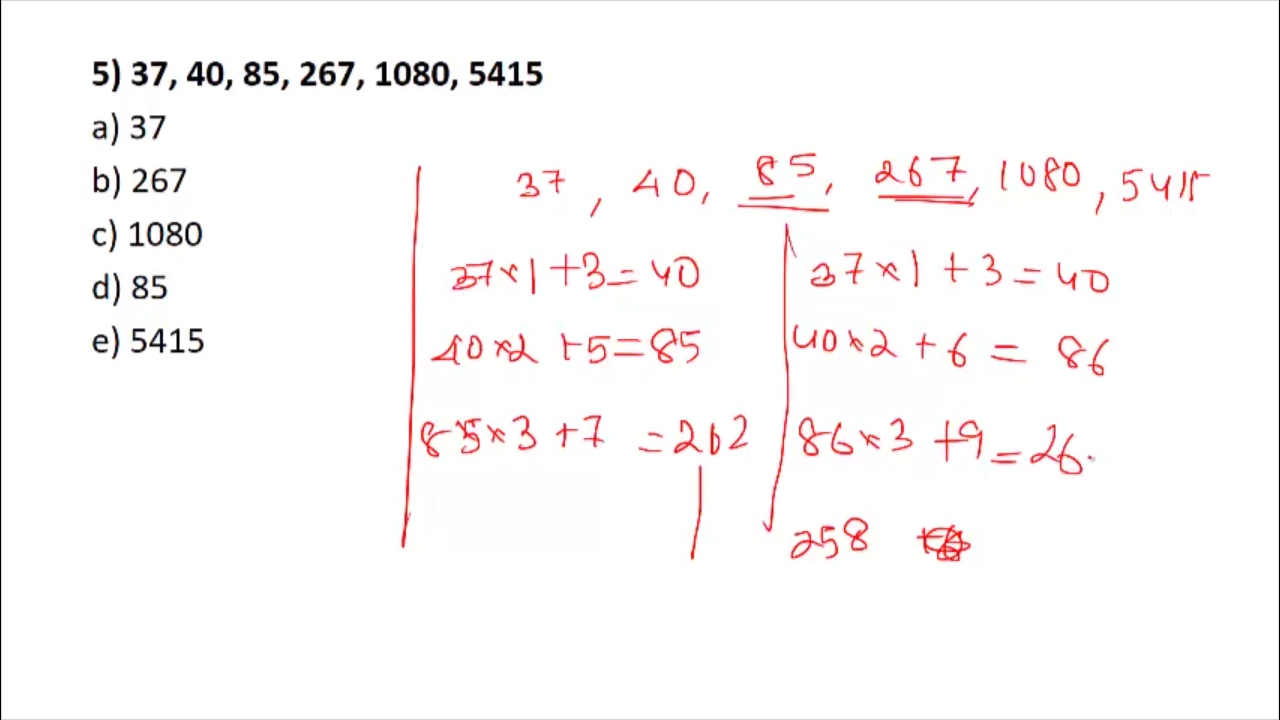 5) 37, 40, 85, 267, 1080, 5415
a) 37
b) 267
c) 1080
d) 85
e) 5415
37, 40, 85, 267, 1080, 5415
37×1+3=40
40×2+5=85
85×3+7=262
37×1+3=40
40×2+6=86
86×3+9=26
258